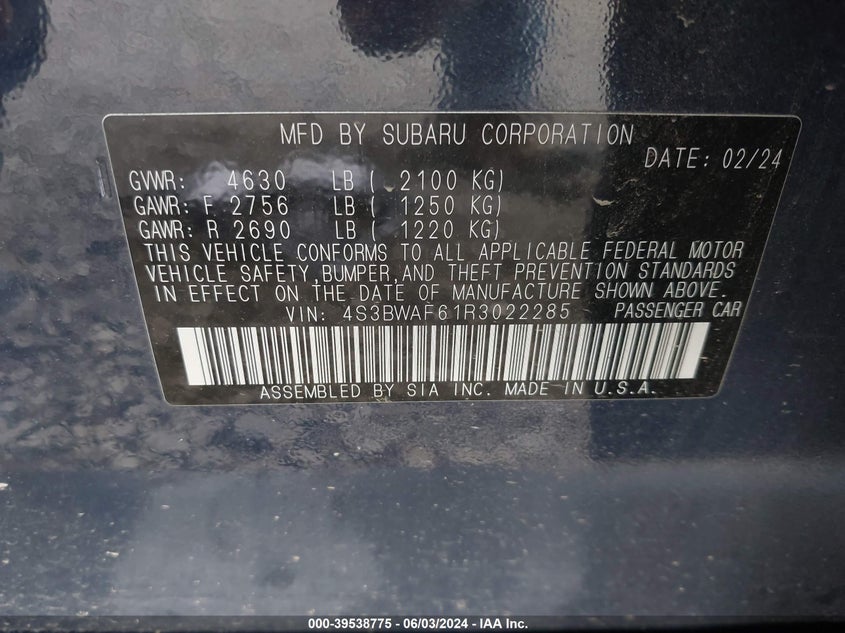 MFD BY SUBARU CORPORATION
DATE: 02/24
GVWR: 4630 LB ( 2100 KG)
GAWR: F 2756 LB ( 1250 KG)
GAWR: R 2690 LB ( 1220 KG)
THIS VEHICLE CONFORMS TO ALL APPLICABLE FEDERAL MOTOR
VEHICLE SAFETY,BUMPER,AND THEFT PREVENTION STANDARDS
IN EFFECT ON THE DATE OF MANUFACTURE SHOWN ABOVE.
VIN: 4S3BWAF61R3022285 PASSENGER CAR
ASSEMBLED BY SIA INC. MADE IN U.S.A.
000-39538775 - 06/03/2024 - IAA Inc.